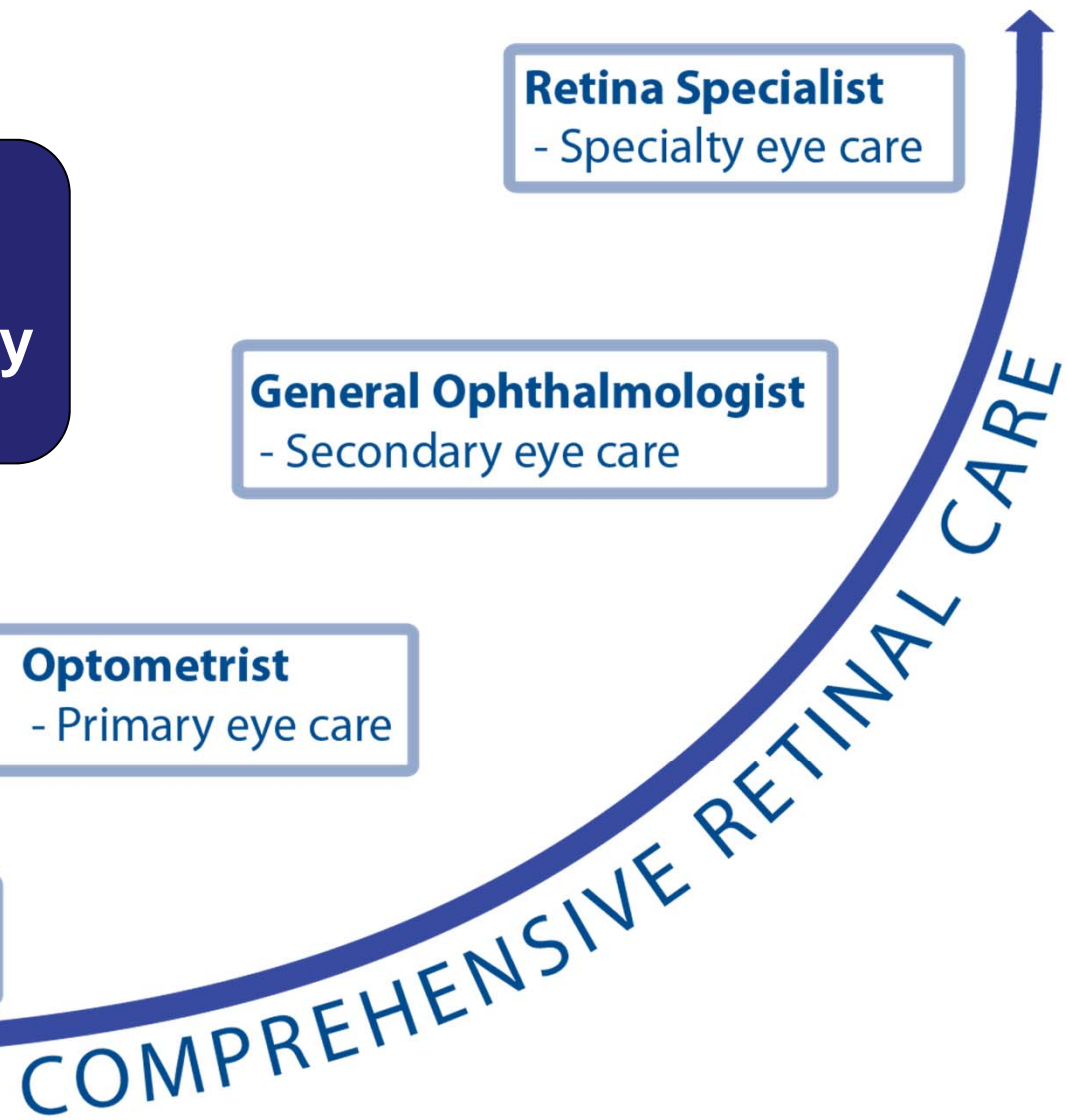 Retina Specialist
- Specialty eye care
y
General Ophthalmologist
- Secondary eye care
Optometrist
- Primary eye care
COMPREHENSIVE RETINAL CARE